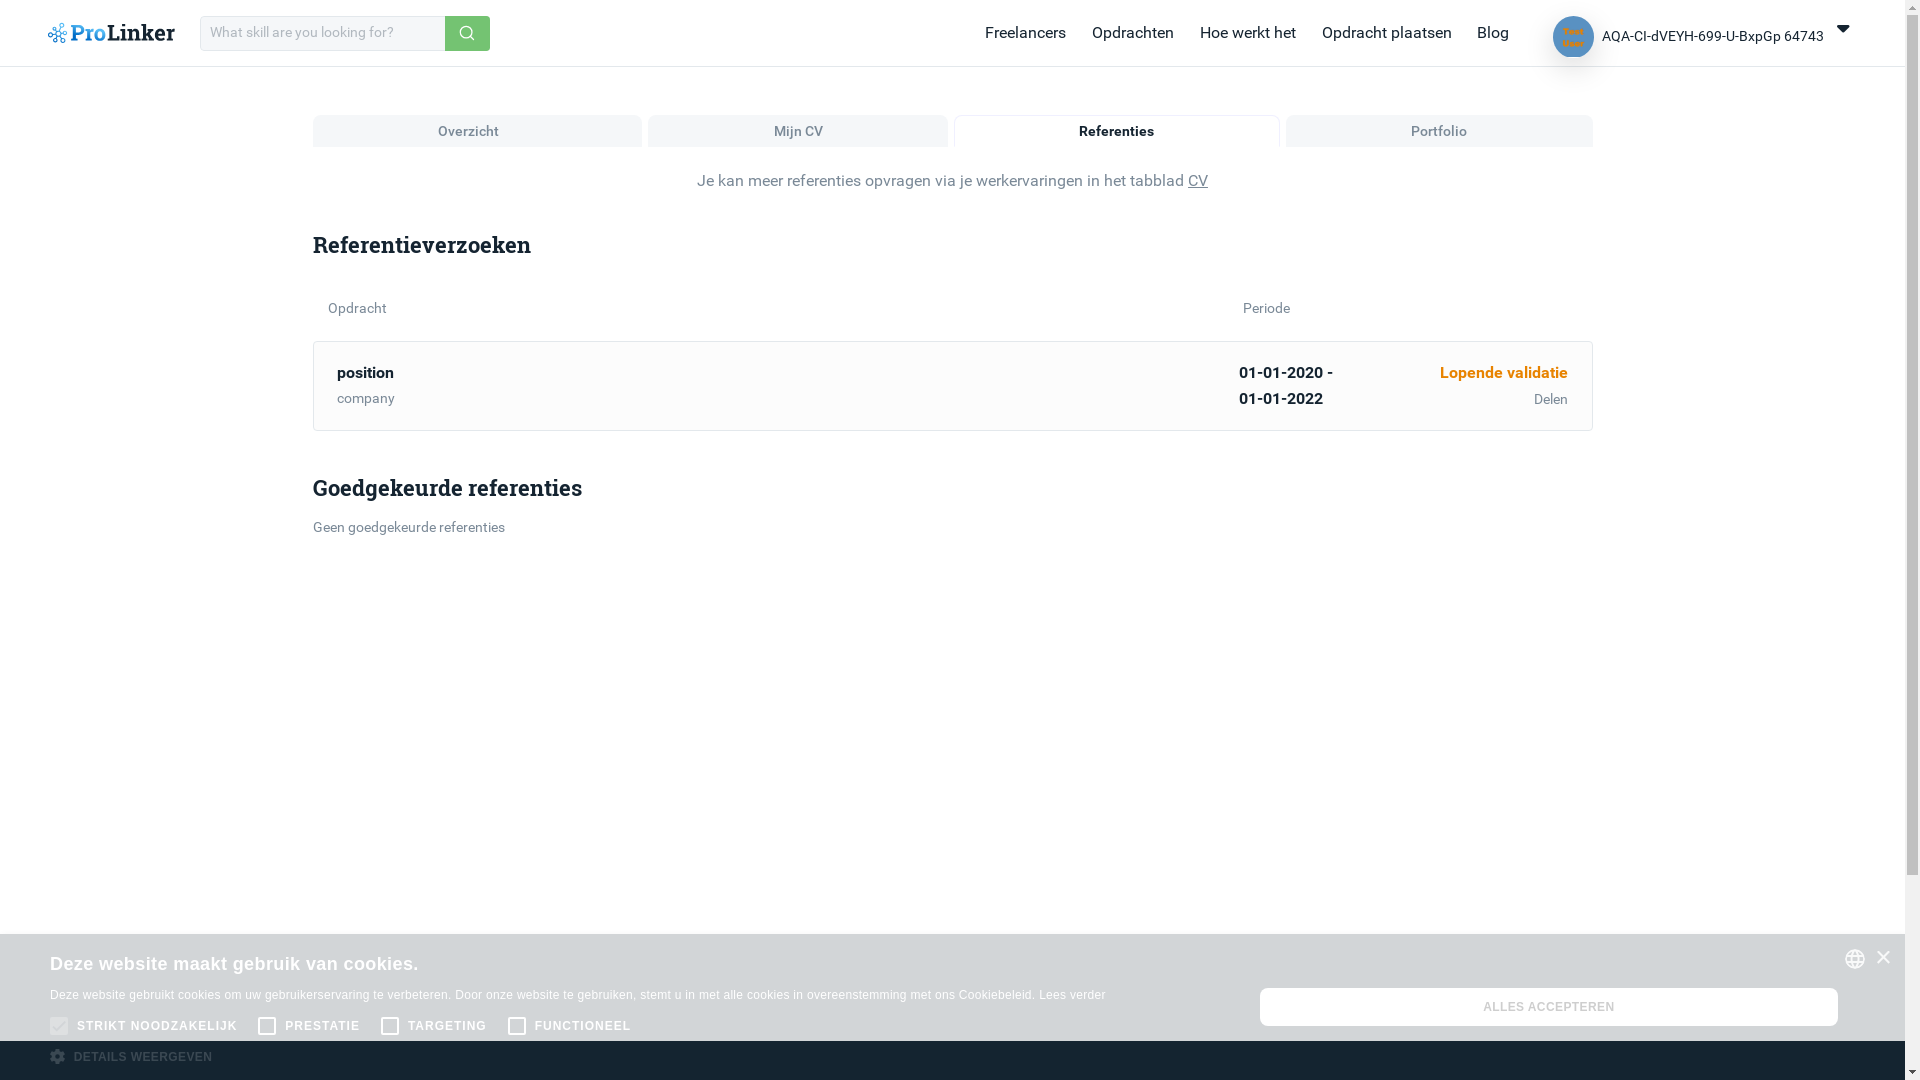 ProLinker
What skill are you looking for?
Freelancers
Opdrachten
Hoe werkt het
Opdracht plaatsen
Blog
Test
User
AQA-CI-dVEYH-699-U-BxpGp 64743
Overzicht
Mijn CV
Referenties
Portfolio
Je kan meer referenties opvragen via je werkervaringen in het tabblad CV
Referentieverzoeken
Opdracht
Periode
position
01-01-2020 -
Lopende validatie
company
01-01-2022
Delen
Goedgekeurde referenties
Geen goedgekeurde referenties
Deze website maakt gebruik van cookies.
Deze website gebruikt cookies om uw gebruikerservaring te verbeteren. Door onze website te gebruiken, stemt u in met alle cookies in overeenstemming met ons Cookiebeleid. Lees verder
STRIKT NOODZAKELIJK
PRESTATIE
TARGETING
FUNCTIONEEL
ALLES ACCEPTEREN
DETAILS WEERGEVEN